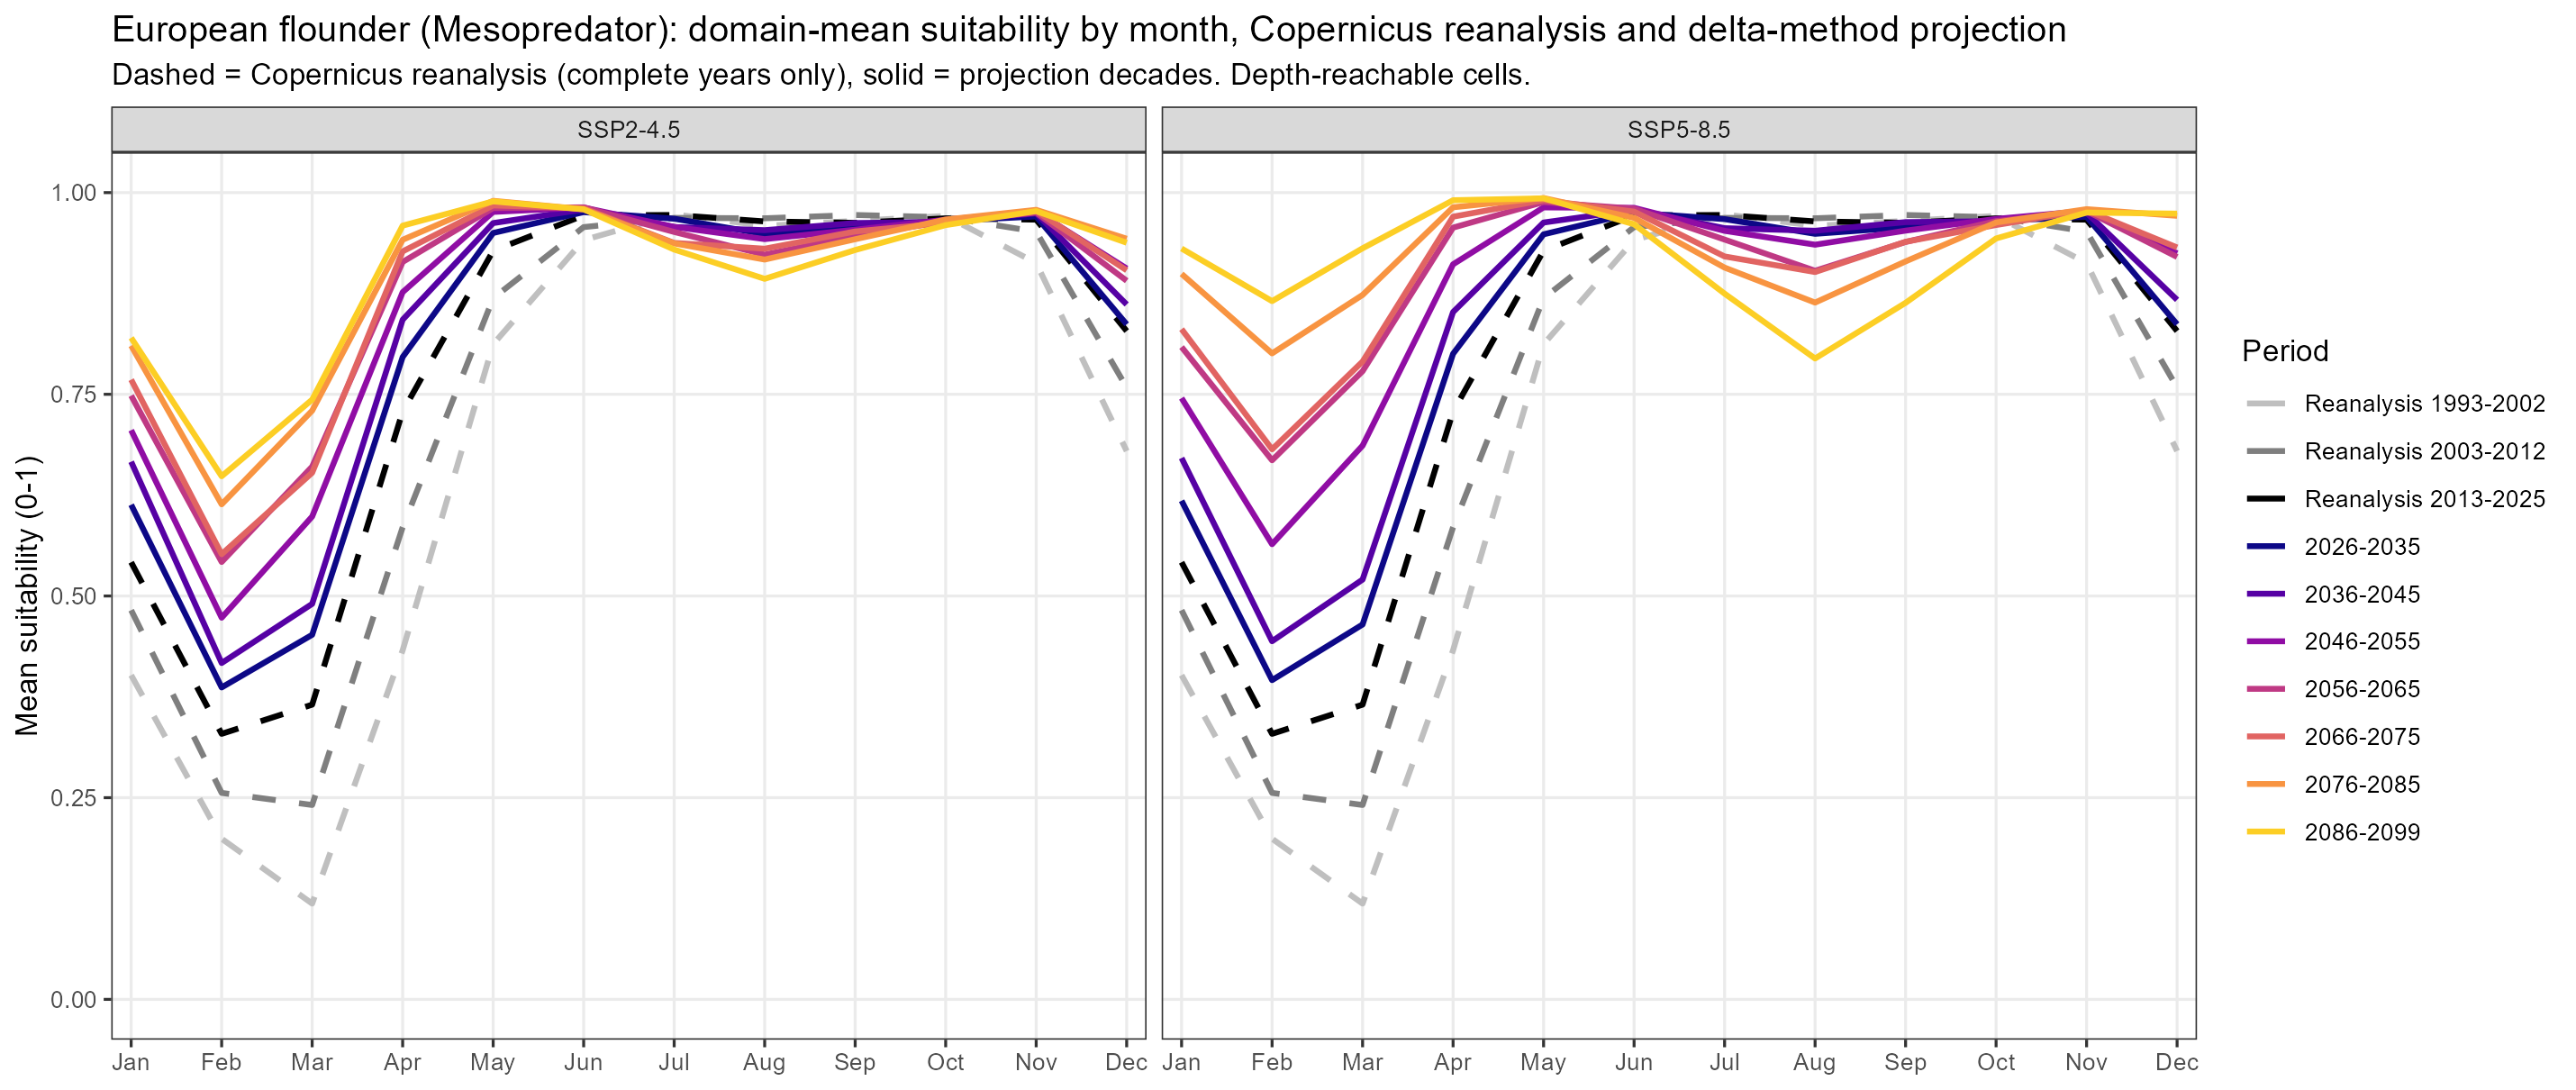 European flounder (Mesopredator): domain-mean suitability by month, Copernicus reanalysis and delta-method projection
Dashed = Copernicus reanalysis (complete years only), solid = projection decades. Depth-reachable cells.
SSP2-4.5
SSP5-8.5
Mean suitability (0-1)
1.00
0.75
0.50
0.25
0.00
Jan Feb Mar Apr May Jun Jul Aug Sep Oct Nov Dec
Jan Feb Mar Apr May Jun Jul Aug Sep Oct Nov Dec
Period
Reanalysis 1993-2002
Reanalysis 2003-2012
Reanalysis 2013-2025
2026-2035
2036-2045
2046-2055
2056-2065
2066-2075
2076-2085
2086-2099